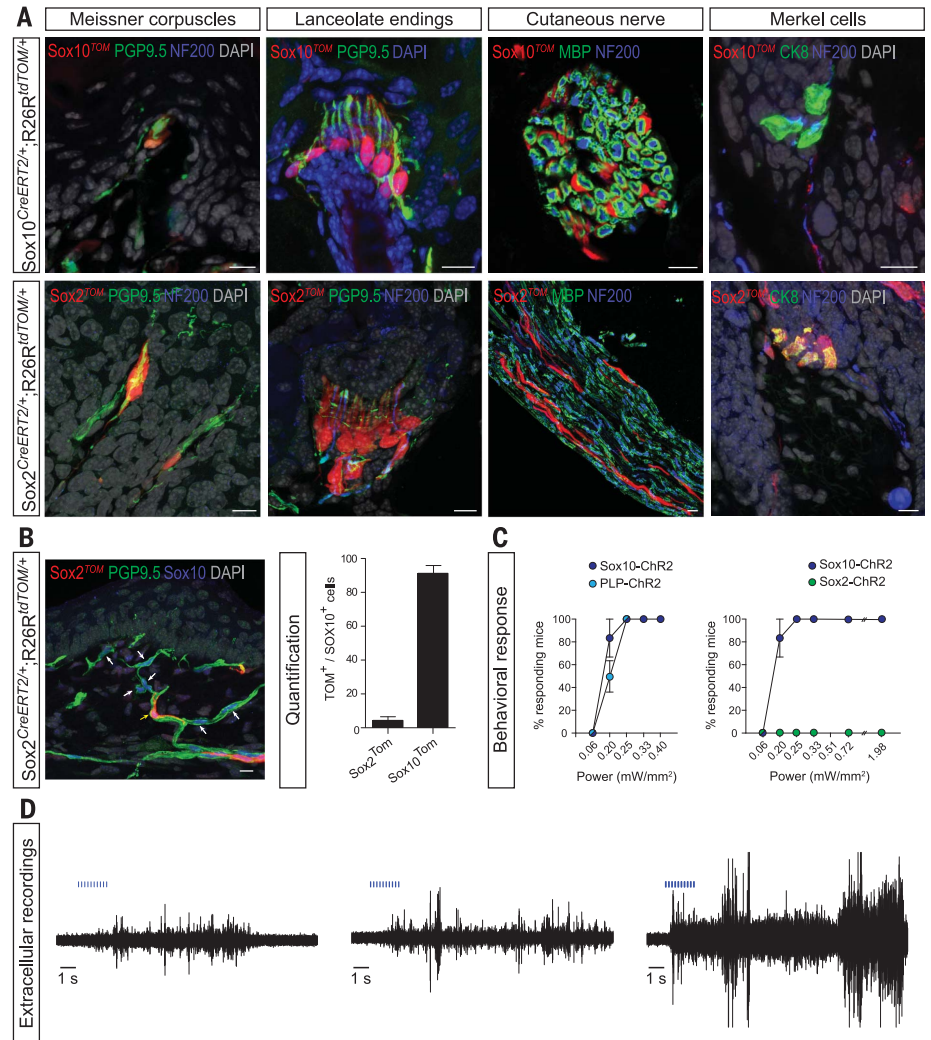 A
Meissner corpuscles
Lanceolate endings
Cutaneous nerve
Merkel cells
Sox10CreERT2/+;R26RtdTOM/+
Sox10TOM PGP9.5 NF200 DAPI
Sox10TOM PGP9.5 DAPI
Sox10TOM MBP NF200
Sox10TOM CK8 NF200 DAPI
Sox2CreERT2/+;R26RtdTOM/+
Sox2TOM PGP9.5 NF200 DAPI
Sox2TOM PGP9.5 NF200 DAPI
Sox2TOM MBP NF200
Sox2TOM CK8 NF200 DAPI
B
Sox2CreERT2/+;R26RtdTOM/+
Sox2TOM PGP9.5 Sox10 DAPI
Quantification
TOM+ / SOX10+ cells
100
80
60
40
20
0
Sox2Tom
Sox10Tom
C
Behavioral response
Sox10-ChR2
PLP-ChR2
% responding mice
100
80
60
40
20
0
0.06
0.20
0.25
0.33
0.40
Power (mW/mm²)
Sox10-ChR2
Sox2-ChR2
% responding mice
100
80
60
40
20
0
0.06
0.20
0.25
0.33
0.51
0.72
1.98
Power (mW/mm²)
D
Extracellular recordings
1 s
1 s
1 s